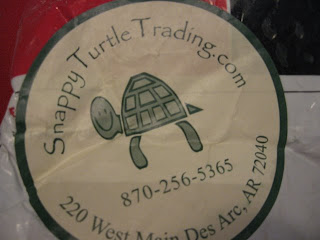 SnappyTurtleTrading.com
870-256-5365
220 West Main Des Arc, AR 72040